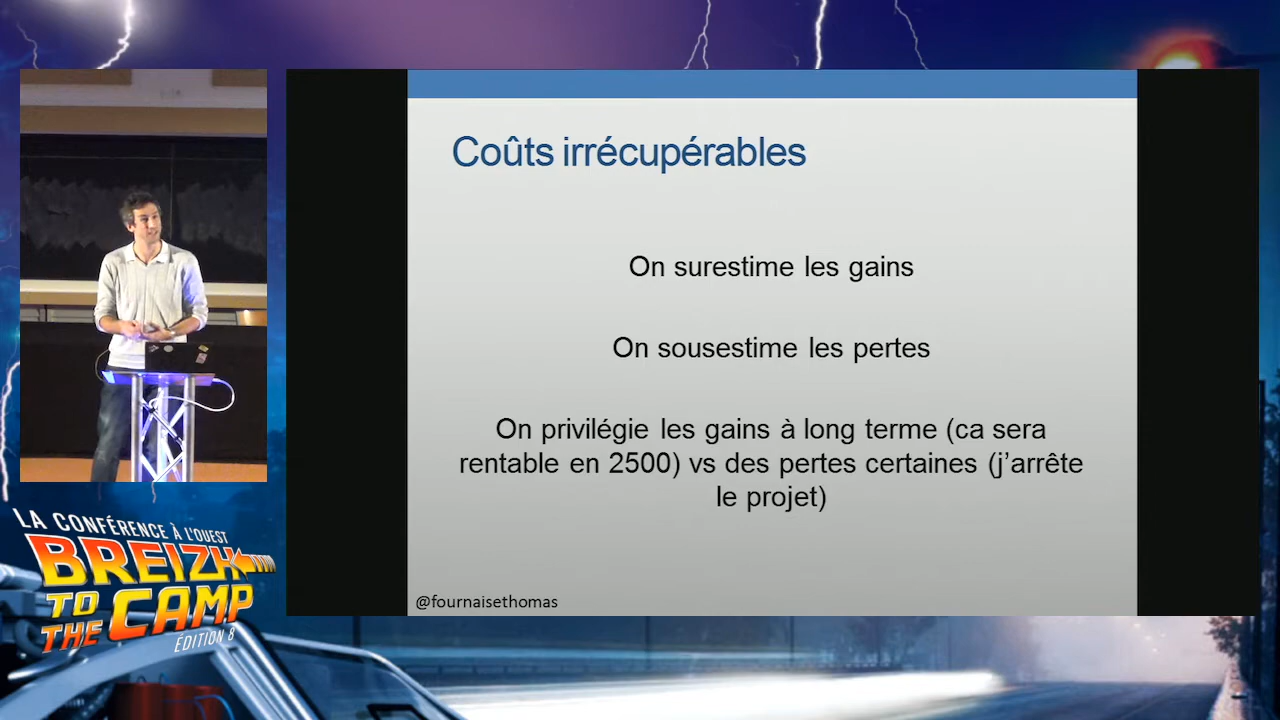 Coûts irrécupérables
On surestime les gains
On sousestime les pertes
On privilégie les gains à long terme (ca sera
rentable en 2500) vs des pertes certaines (j’arrête
le projet)
@fournaisethomas
LA CONFÉRENCE À L'OUEST
BREIZH
TO
THE CAMP
ÉDITION 8